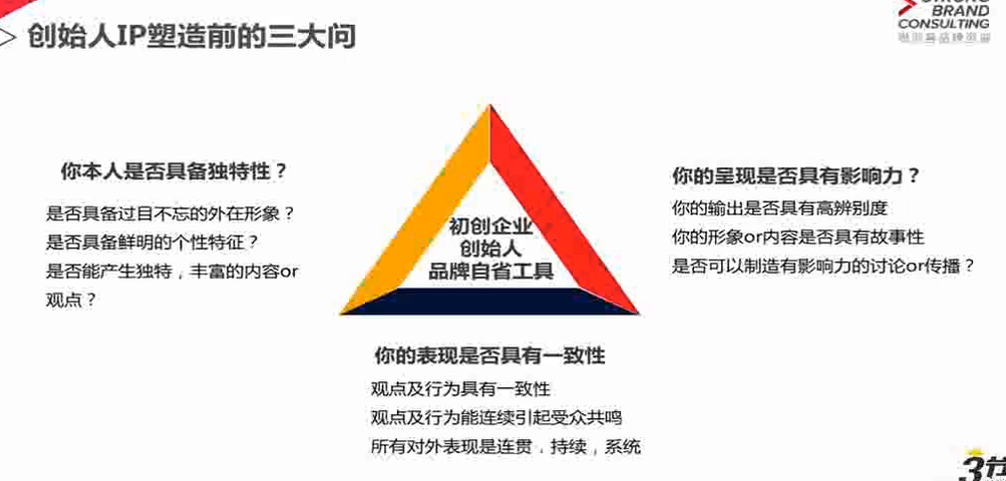 创始人IP塑造前的三大问
BRAND
CONSULTING
你本人是否具备独特性？
是否具备过目不忘的外在形象？
是否具备鲜明的个性特征？
是否能产生独特，丰富的内容or
观点？
初创企业
创始人
品牌自省工具
你的呈现是否具有影响力？
你的输出是否具有高辨别度
你的形象or内容是否具有故事性
是否可以制造有影响力的讨论or传播？
你的表现是否具有一致性
观点及行为具有一致性
观点及行为能连续引起受众共鸣
所有对外表现是连贯，持续，系统
3节